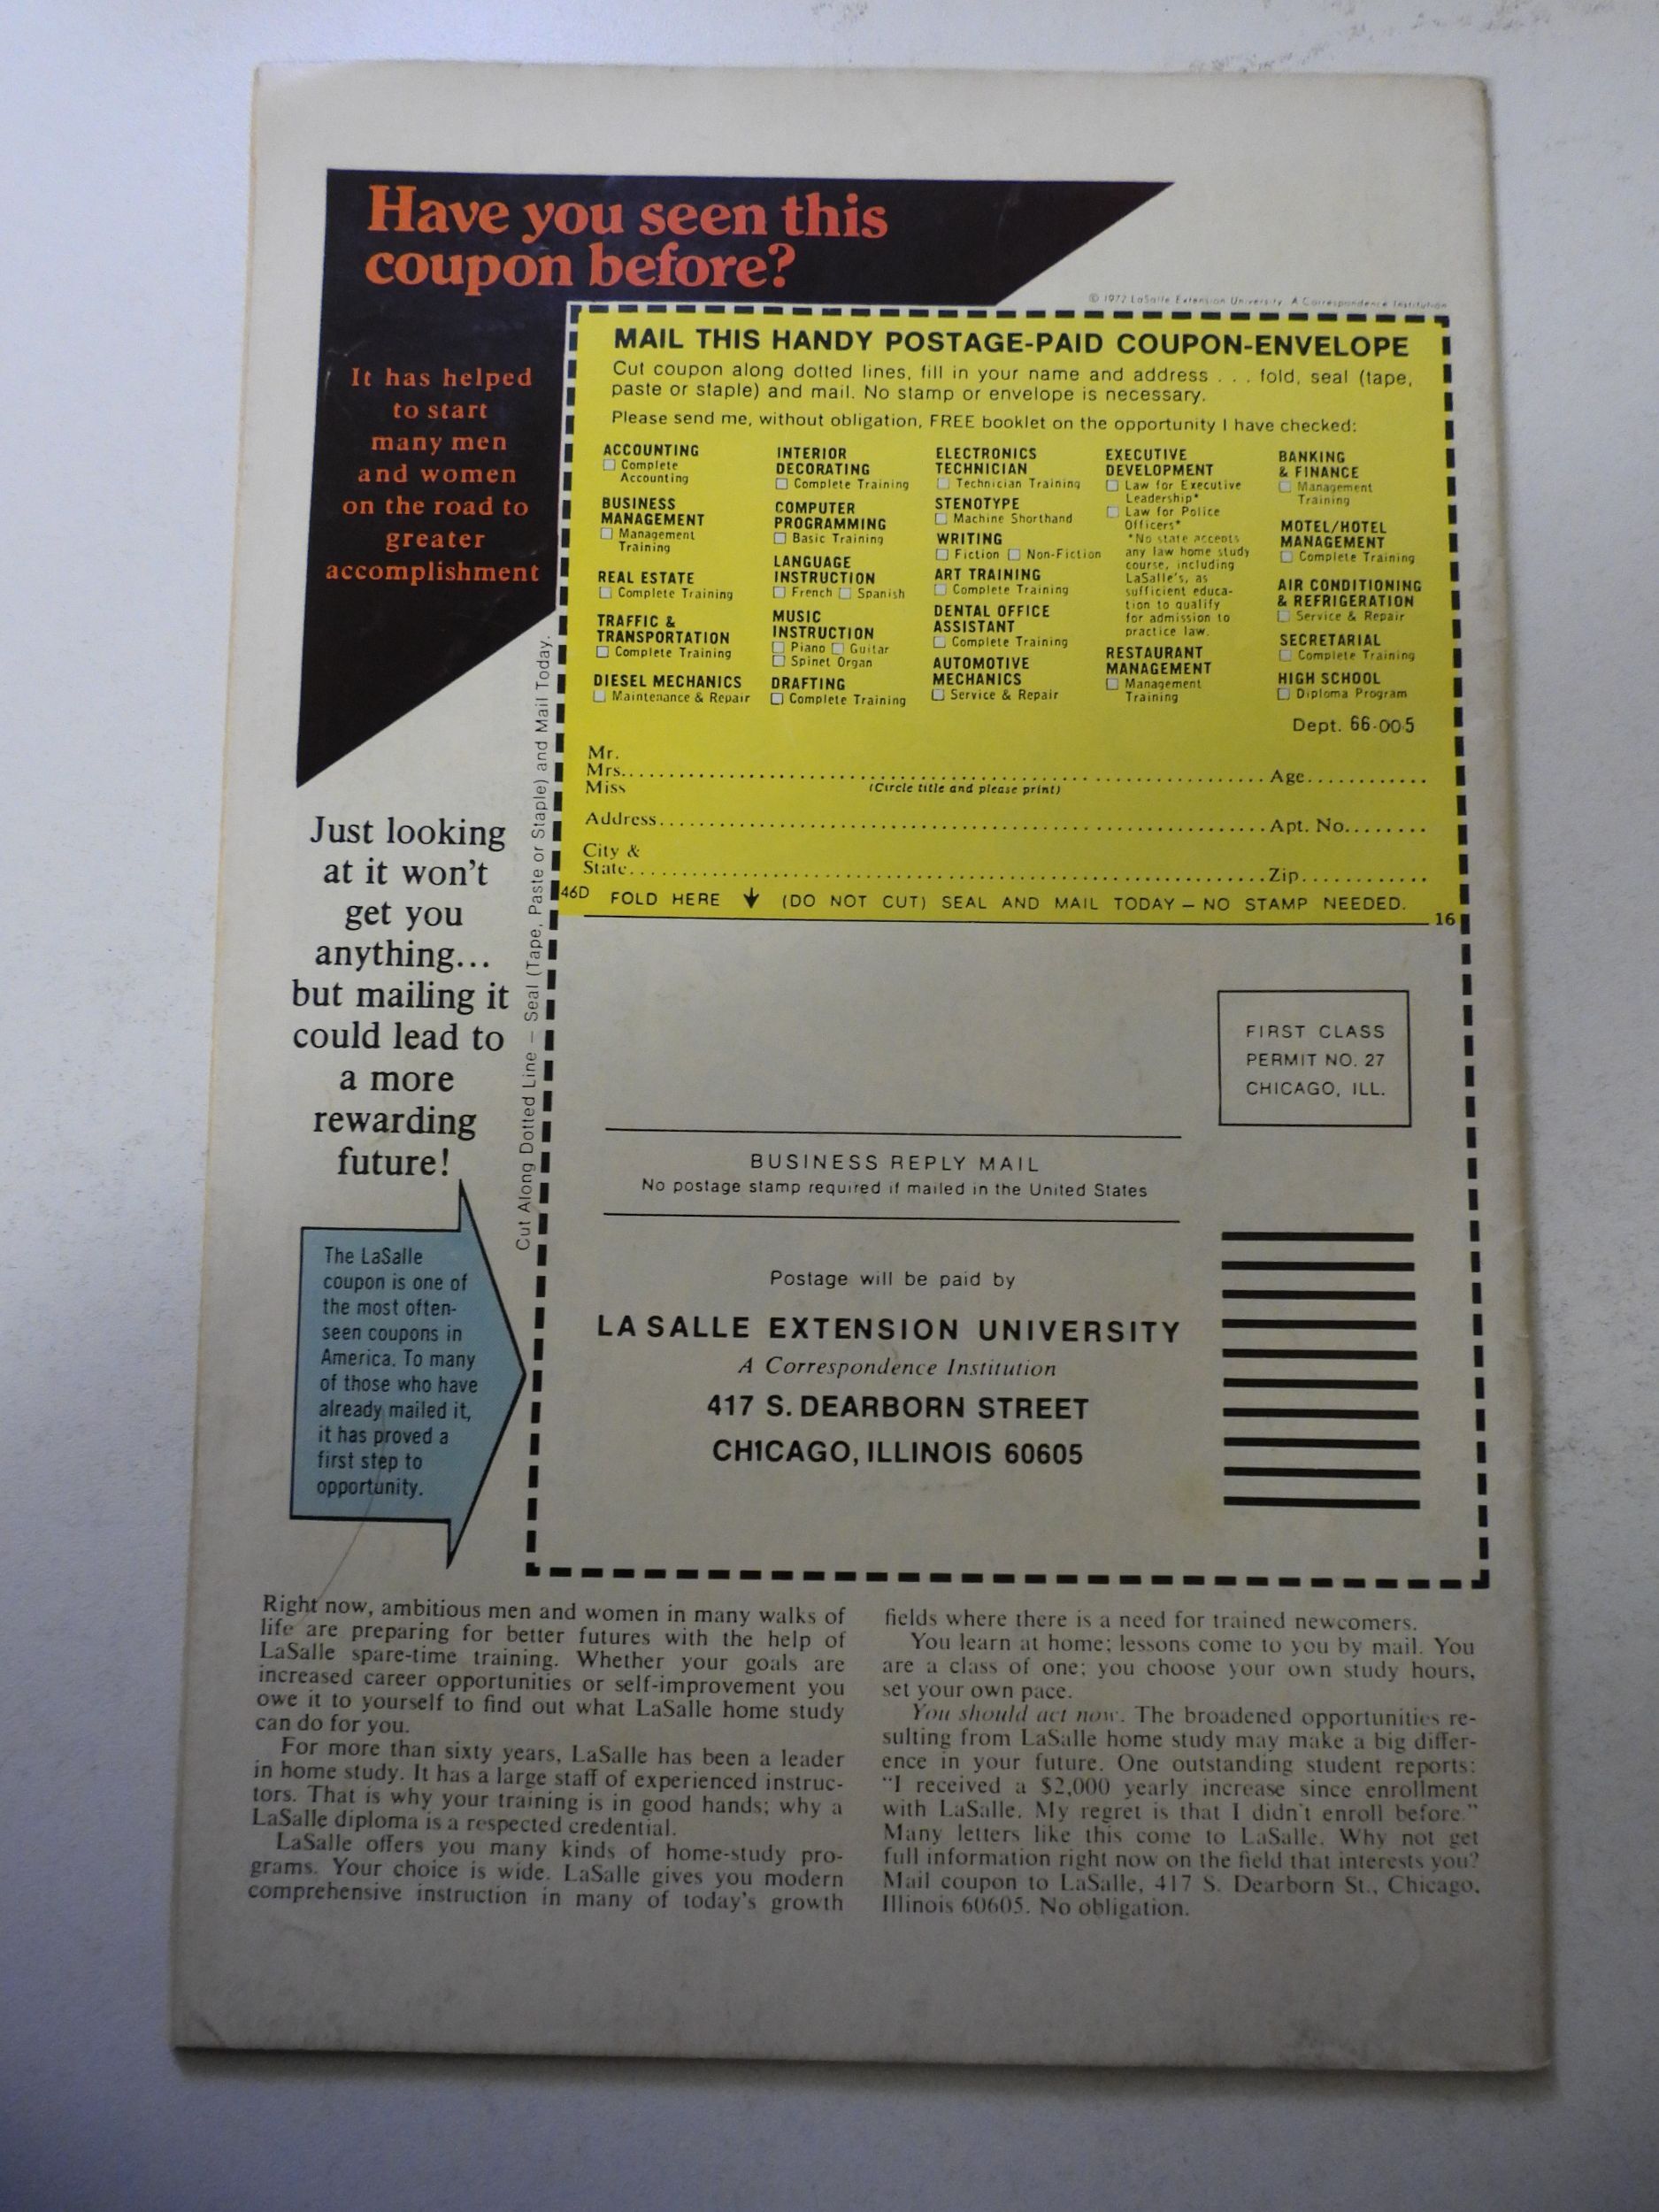 Have you seen this
coupon before?
It has helped
to start
many men
and women
on the road to
greater
accomplishment
Just looking
at it won't
get you
anything...
but mailing it
could lead to
a more
rewarding
future!
The LaSalle
coupon is one of
the most often-
seen coupons in
America. To many
of those who have
already mailed it,
it has proved a
first step to
opportunity.
Cut Along Dotted Line — Seal (Tape, Paste or Staple) and Mail Today.
© 1972 LaSalle Extension University. A Correspondence Institution
MAIL THIS HANDY POSTAGE-PAID COUPON-ENVELOPE
Cut coupon along dotted lines, fill in your name and address . . . fold, seal (tape,
paste or staple) and mail. No stamp or envelope is necessary.
Please send me, without obligation, FREE booklet on the opportunity I have checked:
ACCOUNTING
☐ Complete
Accounting
BUSINESS
MANAGEMENT
☐ Management
Training
REAL ESTATE
☐ Complete Training
TRAFFIC &
TRANSPORTATION
☐ Complete Training
DIESEL MECHANICS
☐ Maintenance & Repair
INTERIOR
DECORATING
☐ Complete Training
COMPUTER
PROGRAMMING
☐ Basic Training
LANGUAGE
INSTRUCTION
☐ French ☐ Spanish
MUSIC
INSTRUCTION
☐ Piano ☐ Guitar
☐ Spinet Organ
DRAFTING
☐ Complete Training
ELECTRONICS
TECHNICIAN
☐ Technician Training
STENOTYPE
☐ Machine Shorthand
WRITING
☐ Fiction ☐ Non-Fiction
ART TRAINING
☐ Complete Training
DENTAL OFFICE
ASSISTANT
☐ Complete Training
AUTOMOTIVE
MECHANICS
☐ Service & Repair
EXECUTIVE
DEVELOPMENT
☐ Law for Executive
Leadership*
☐ Law for Police
Officers*
*No state accepts
any law home study
course, including
LaSalle's, as
sufficient educa-
tion to qualify
for admission to
practice law.
RESTAURANT
MANAGEMENT
☐ Management
Training
BANKING
& FINANCE
☐ Management
Training
MOTEL/HOTEL
MANAGEMENT
☐ Complete Training
AIR CONDITIONING
& REFRIGERATION
☐ Service & Repair
SECRETARIAL
☐ Complete Training
HIGH SCHOOL
☐ Diploma Program
Dept. 66-005
Mr.
Mrs. Age
Miss (Circle title and please print)
Address Apt. No.
City &
State Zip
46D FOLD HERE ↓ (DO NOT CUT) SEAL AND MAIL TODAY — NO STAMP NEEDED.
16
FIRST CLASS
PERMIT NO. 27
CHICAGO, ILL.
BUSINESS REPLY MAIL
No postage stamp required if mailed in the United States
Postage will be paid by
LA SALLE EXTENSION UNIVERSITY
A Correspondence Institution
417 S. DEARBORN STREET
CHICAGO, ILLINOIS 60605
Right now, ambitious men and women in many walks of
life are preparing for better futures with the help of
LaSalle spare-time training. Whether your goals are
increased career opportunities or self-improvement you
owe it to yourself to find out what LaSalle home study
can do for you.
For more than sixty years, LaSalle has been a leader
in home study. It has a large staff of experienced instruc-
tors. That is why your training is in good hands; why a
LaSalle diploma is a respected credential.
LaSalle offers you many kinds of home-study pro-
grams. Your choice is wide. LaSalle gives you modern
comprehensive instruction in many of today's growth
fields where there is a need for trained newcomers.
You learn at home; lessons come to you by mail. You
are a class of one; you choose your own study hours,
set your own pace.
You should act now. The broadened opportunities re-
sulting from LaSalle home study may make a big differ-
ence in your future. One outstanding student reports:
"I received a $2,000 yearly increase since enrollment
with LaSalle. My regret is that I didn't enroll before."
Many letters like this come to LaSalle. Why not get
full information right now on the field that interests you?
Mail coupon to LaSalle, 417 S. Dearborn St., Chicago,
Illinois 60605. No obligation.